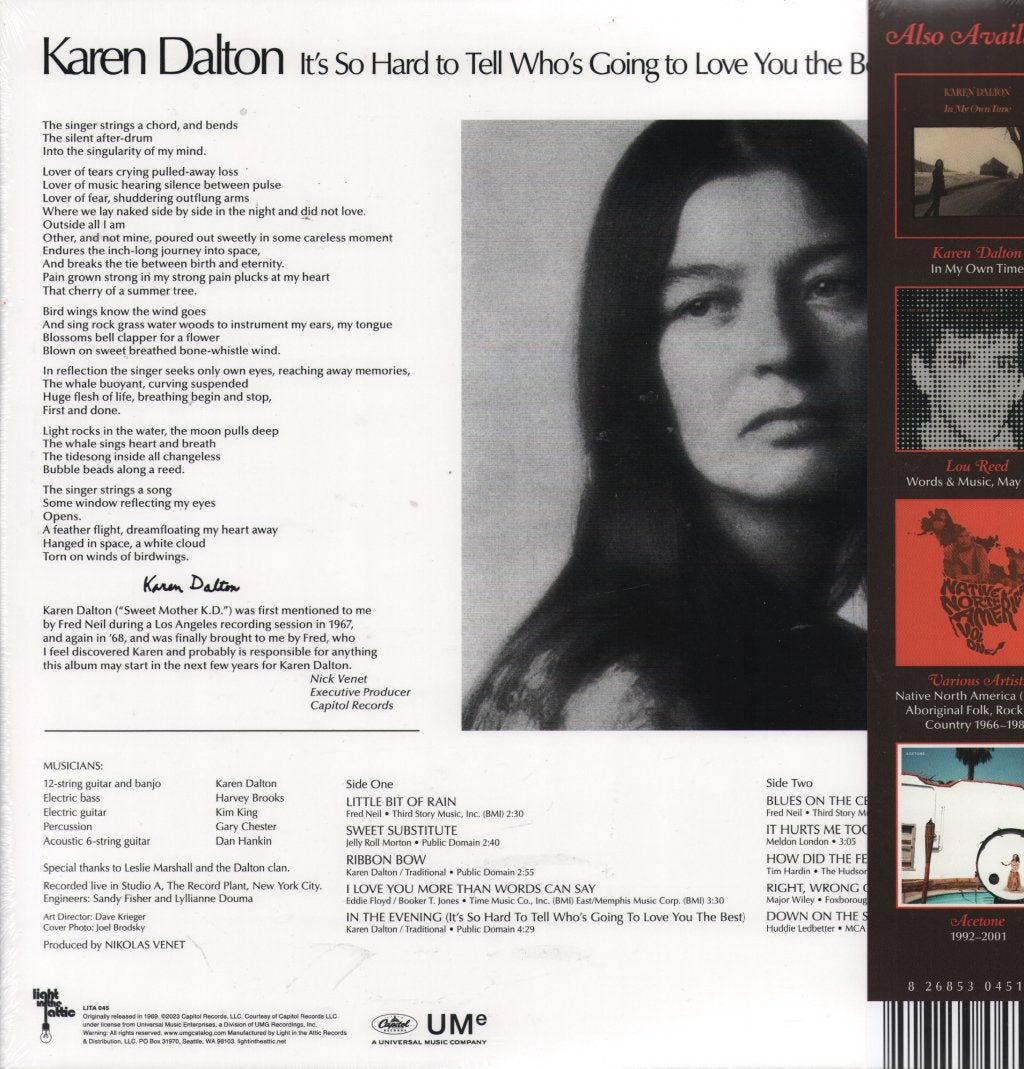 Karen Dalton It's So Hard to Tell Who's Going to Love You the
The singer strings a chord, and bends
The silent after-drum
Into the singularity of my mind.
Lover of tears crying pulled-away loss
Lover of music hearing silence between pulse
Lover of fear, shuddering outflung arms
Where we lay naked side by side in the night and did not love.
Outside all I am
Other, and not mine, poured out sweetly in some careless moment
Endures the inch-long journey into space,
And breaks the tie between birth and eternity.
Pain grown strong in my strong pain plucks at my heart
That cherry of a summer tree.
Bird wings know the wind goes
And sing rock grass water woods to instrument my ears, my tongue
Blossoms bell clapper for a flower
Blown on sweet breathed bone-whistle wind.
In reflection the singer seeks only own eyes, reaching away memories,
The whale buoyant, curving suspended
Huge flesh of life, breathing begin and stop,
First and done.
Light rocks in the water, the moon pulls deep
The whale sings heart and breath
The tidesong inside all changeless
Bubble beads along a reed.
The singer strings a song
Some window reflecting my eyes
Opens.
A feather flight, dreamfloating my heart away
Hanged in space, a white cloud
Torn on winds of birdwings.
Karen Dalton
Karen Dalton ("Sweet Mother K.D.") was first mentioned to me
by Fred Neil during a Los Angeles recording session in 1967,
and again in '68, and was finally brought to me by Fred, who
I feel discovered Karen and probably is responsible for anything
this album may start in the next few years for Karen Dalton.
Nick Venet
Executive Producer
Capitol Records
MUSICIANS:
12-string guitar and banjo Karen Dalton
Electric bass Harvey Brooks
Electric guitar Kim King
Percussion Gary Chester
Acoustic 6-string guitar Dan Hankin
Special thanks to Leslie Marshall and the Dalton clan.
Recorded live in Studio A, The Record Plant, New York City.
Engineers: Sandy Fisher and Lyllianne Douma
Art Director: Dave Krieger
Cover Photo: Joel Brodsky
Produced by NIKOLAS VENET
Side One
LITTLE BIT OF RAIN
Fred Neil • Third Story Music, Inc. (BMI) 2:30
SWEET SUBSTITUTE
Jelly Roll Morton • Public Domain 2:40
RIBBON BOW
Karen Dalton / Traditional • Public Domain 2:55
I LOVE YOU MORE THAN WORDS CAN SAY
Eddie Floyd / Booker T. Jones • Time Music Co., Inc. (BMI) East/Memphis Music Corp. (BMI) 3:30
IN THE EVENING (It's So Hard To Tell Who's Going To Love You The Best)
Karen Dalton / Traditional • Public Domain 4:29
Side Two
BLUES ON THE CE
Fred Neil • Third Story M
IT HURTS ME TOO
Meldon London • 3:05
HOW DID THE FE
Tim Hardin • The Hudson
RIGHT, WRONG O
Major Wiley • Foxboroug
DOWN ON THE S
Huddie Ledbetter • MCA
light in the attic
LITA 045
Originally released in 1969. ©2023 Capitol Records, LLC. Courtesy of Capitol Records LLC
under license from Universal Music Enterprises, a Division of UMG Recordings, Inc.
Warning: All rights reserved. www.umgcatalog.com Manufactured by Light in the Attic Records
& Distribution, LLC. PO Box 31970, Seattle, WA 98103. lightintheattic.net
Capitol
UMe
A UNIVERSAL MUSIC COMPANY
Also Availa
KAREN DALTON
In My Own Time
Karen Dalton
In My Own Time
Lou Reed
Words & Music, May
NATIVE
NORTH
AMERICA
VOL
ONE
Various Artist
Native North America (
Aboriginal Folk, Rock
Country 1966–198
ACETONE
Acetone
1992–2001
8 26853 0451